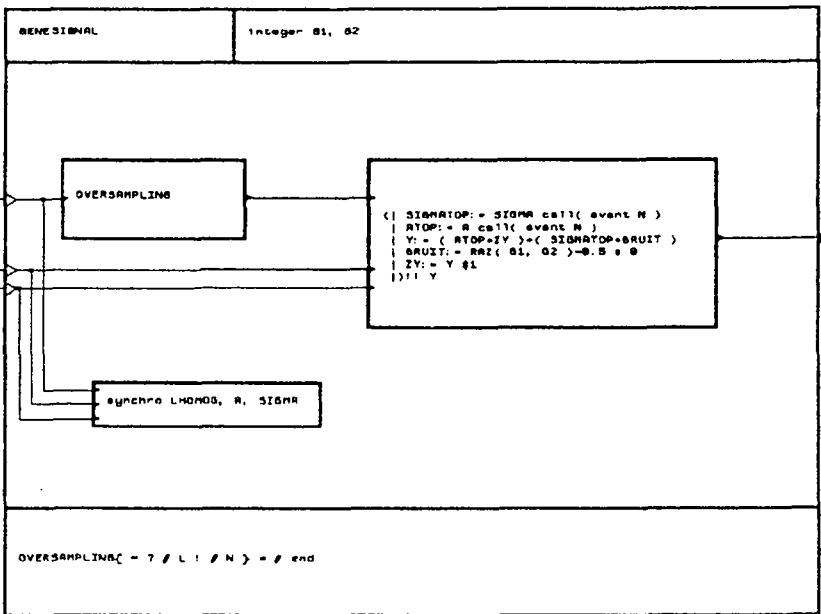 GENESIGNAL
integer G1, G2
OVERSAMPLING
(| SIGMATOP:= SIGMA cell( event N )
| ATOP:= A cell( event N )
| Y:= ( ATOP*ZY )+( SIGMATOP*BRUIT )
| BRUIT:= RAZ( G1, G2 )-0.5 * 0
| ZY:= Y $1
|)!! Y
synchro LHOMOG, A, SIGMA
OVERSAMPLING{ = ? # L ! # N } = # end